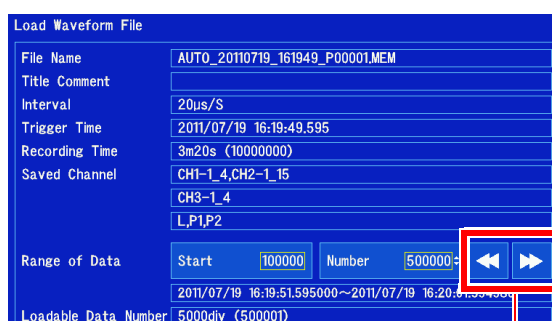 Load Waveform File
File Name AUTO_20110719_161949_P00001.MEM
Title Comment
Interval 20μs/S
Trigger Time 2011/07/19 16:19:49.595
Recording Time 3m20s (10000000)
Saved Channel CH1-1_4,CH2-1_15
CH3-1_4
L,P1,P2
Range of Data Start 100000 Number 500000
2011/07/19 16:19:51.595000～2011/07/19 16:20:
Loadable Data Number 5000div (500001)